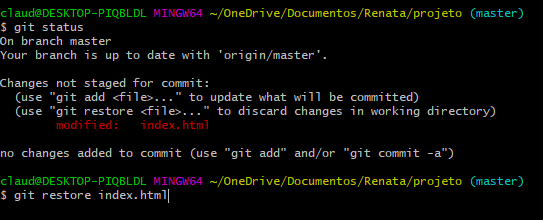 claud@DESKTOP-PIQBLDL MINGW64 ~/OneDrive/Documentos/Renata/projeto (master)
$ git status
On branch master
Your branch is up to date with 'origin/master'.
Changes not staged for commit:
(use "git add <file>..." to update what will be committed)
(use "git restore <file>..." to discard changes in working directory)
modified: index.html
no changes added to commit (use "git add" and/or "git commit -a")
claud@DESKTOP-PIQBLDL MINGW64 ~/OneDrive/Documentos/Renata/projeto (master)
$ git restore index.html